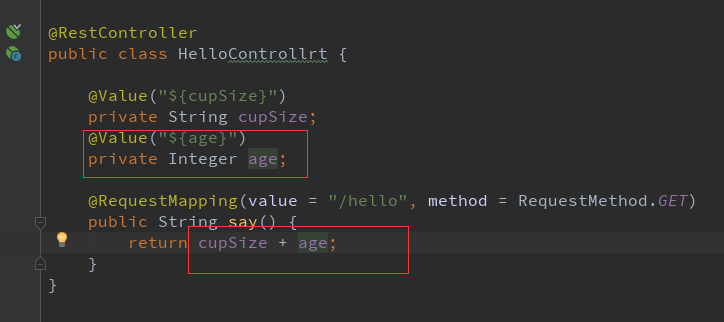 @RestController
public class HelloControllrt {
@Value("${cupSize}")
private String cupSize;
@Value("${age}")
private Integer age;
@RequestMapping(value = "/hello", method = RequestMethod.GET)
public String say() {
return cupSize + age;
}
}